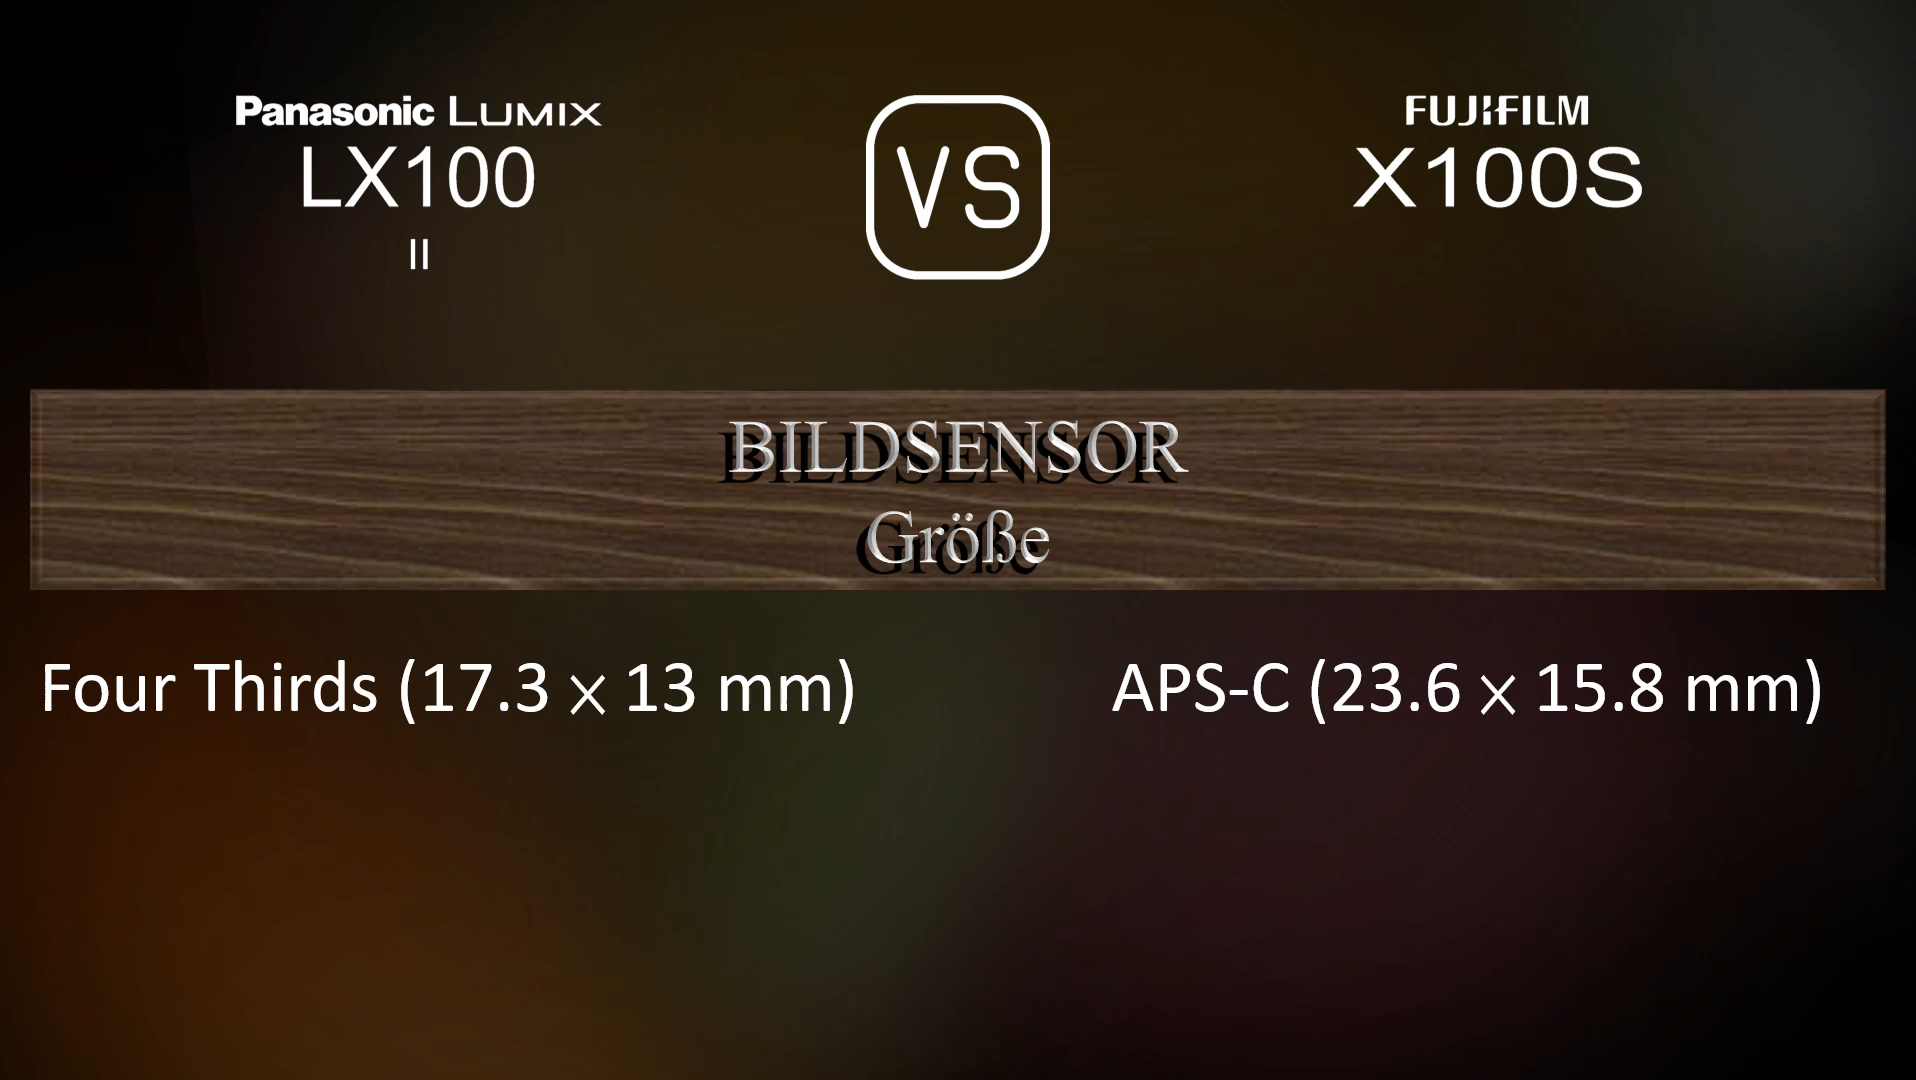 Panasonic LUMIX
LX100
II
VS
FUJIFILM
X100S
BILDSENSOR
Größe
Four Thirds (17.3 x 13 mm)
APS-C (23.6 x 15.8 mm)